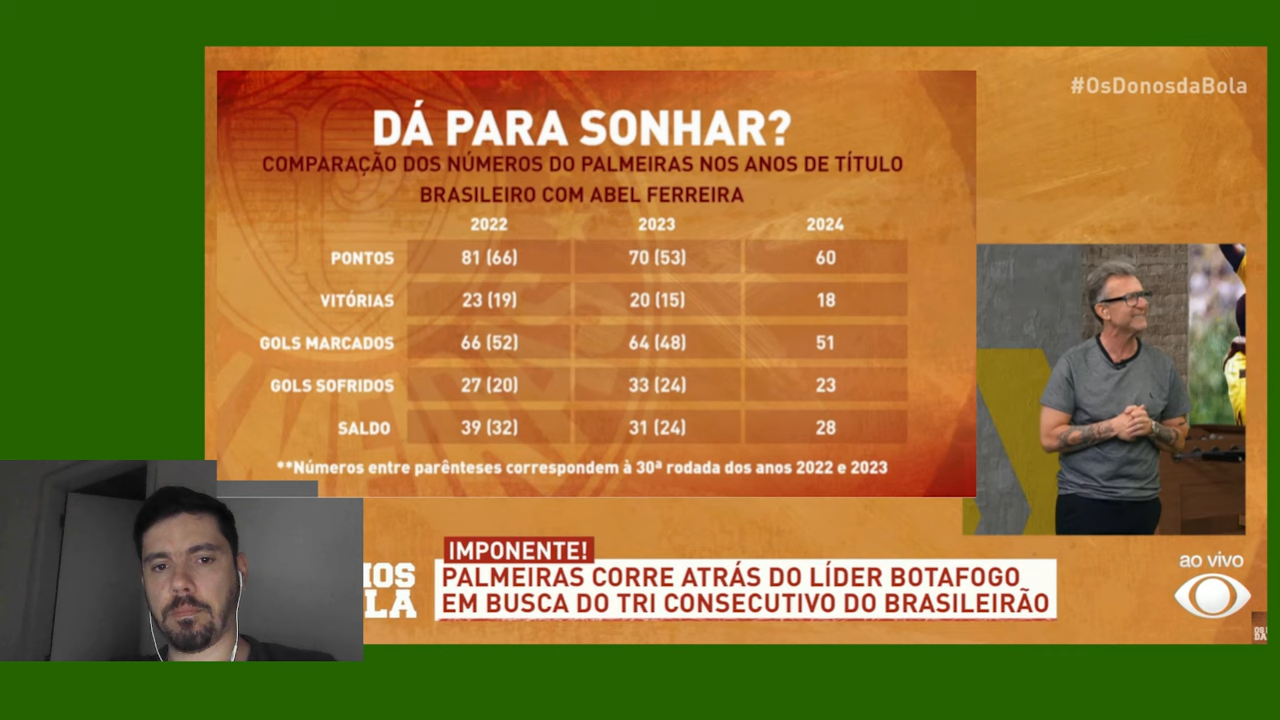 #OsDonosdaBola
DÁ PARA SONHAR?
COMPARAÇÃO DOS NÚMEROS DO PALMEIRAS NOS ANOS DE TÍTULO
BRASILEIRO COM ABEL FERREIRA
2022 2023 2024
PONTOS 81 (66) 70 (53) 60
VITÓRIAS 23 (19) 20 (15) 18
GOLS MARCADOS 66 (52) 64 (48) 51
GOLS SOFRIDOS 27 (20) 33 (24) 23
SALDO 39 (32) 31 (24) 28
**Números entre parênteses correspondem à 30ª rodada dos anos 2022 e 2023
IMPONENTE!
PALMEIRAS CORRE ATRÁS DO LÍDER BOTAFOGO
EM BUSCA DO TRI CONSECUTIVO DO BRASILEIRÃO
ao vivo